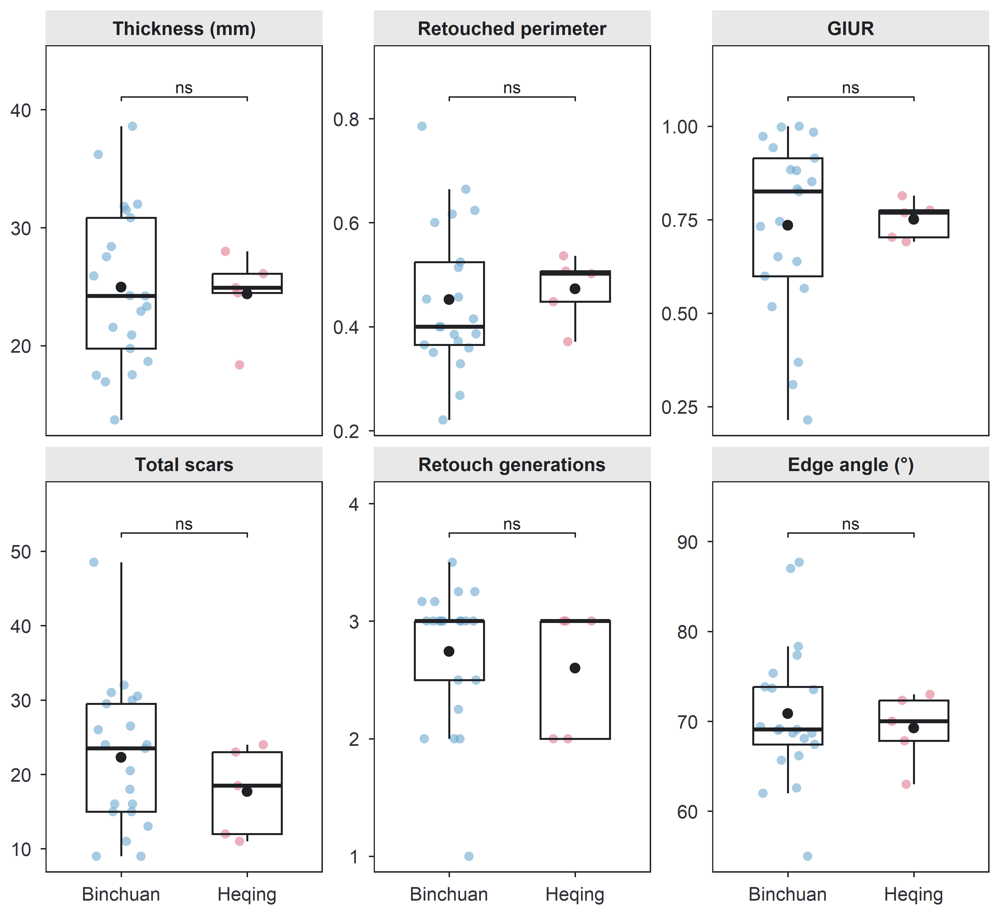 Thickness (mm)
Retouched perimeter
GIUR
ns
ns
ns
40
30
20
0.8
0.6
0.4
0.2
1.00
0.75
0.50
0.25
Total scars
Retouch generations
Edge angle (°)
ns
ns
ns
50
40
30
20
10
4
3
2
1
90
80
70
60
Binchuan
Heqing
Binchuan
Heqing
Binchuan
Heqing